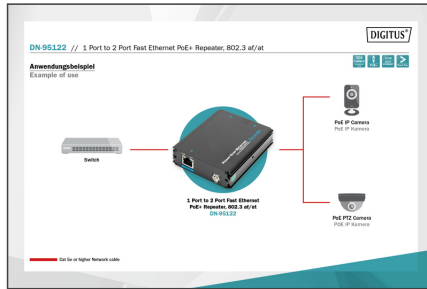 DIGITUS®
DN-95122 // 1 Port to 2 Port Fast Ethernet PoE+ Repeater, 802.3 af/at
Anwendungsbeispiel
Example of use
Switch
1 Port to 2 Port Fast Ethernet
PoE+ Repeater, 802.3 af/at
DN-95122
PoE IP Camera
PoE IP Kamera
PoE PTZ Camera
POE IP Kamera
Cat 5e or higher Network cable